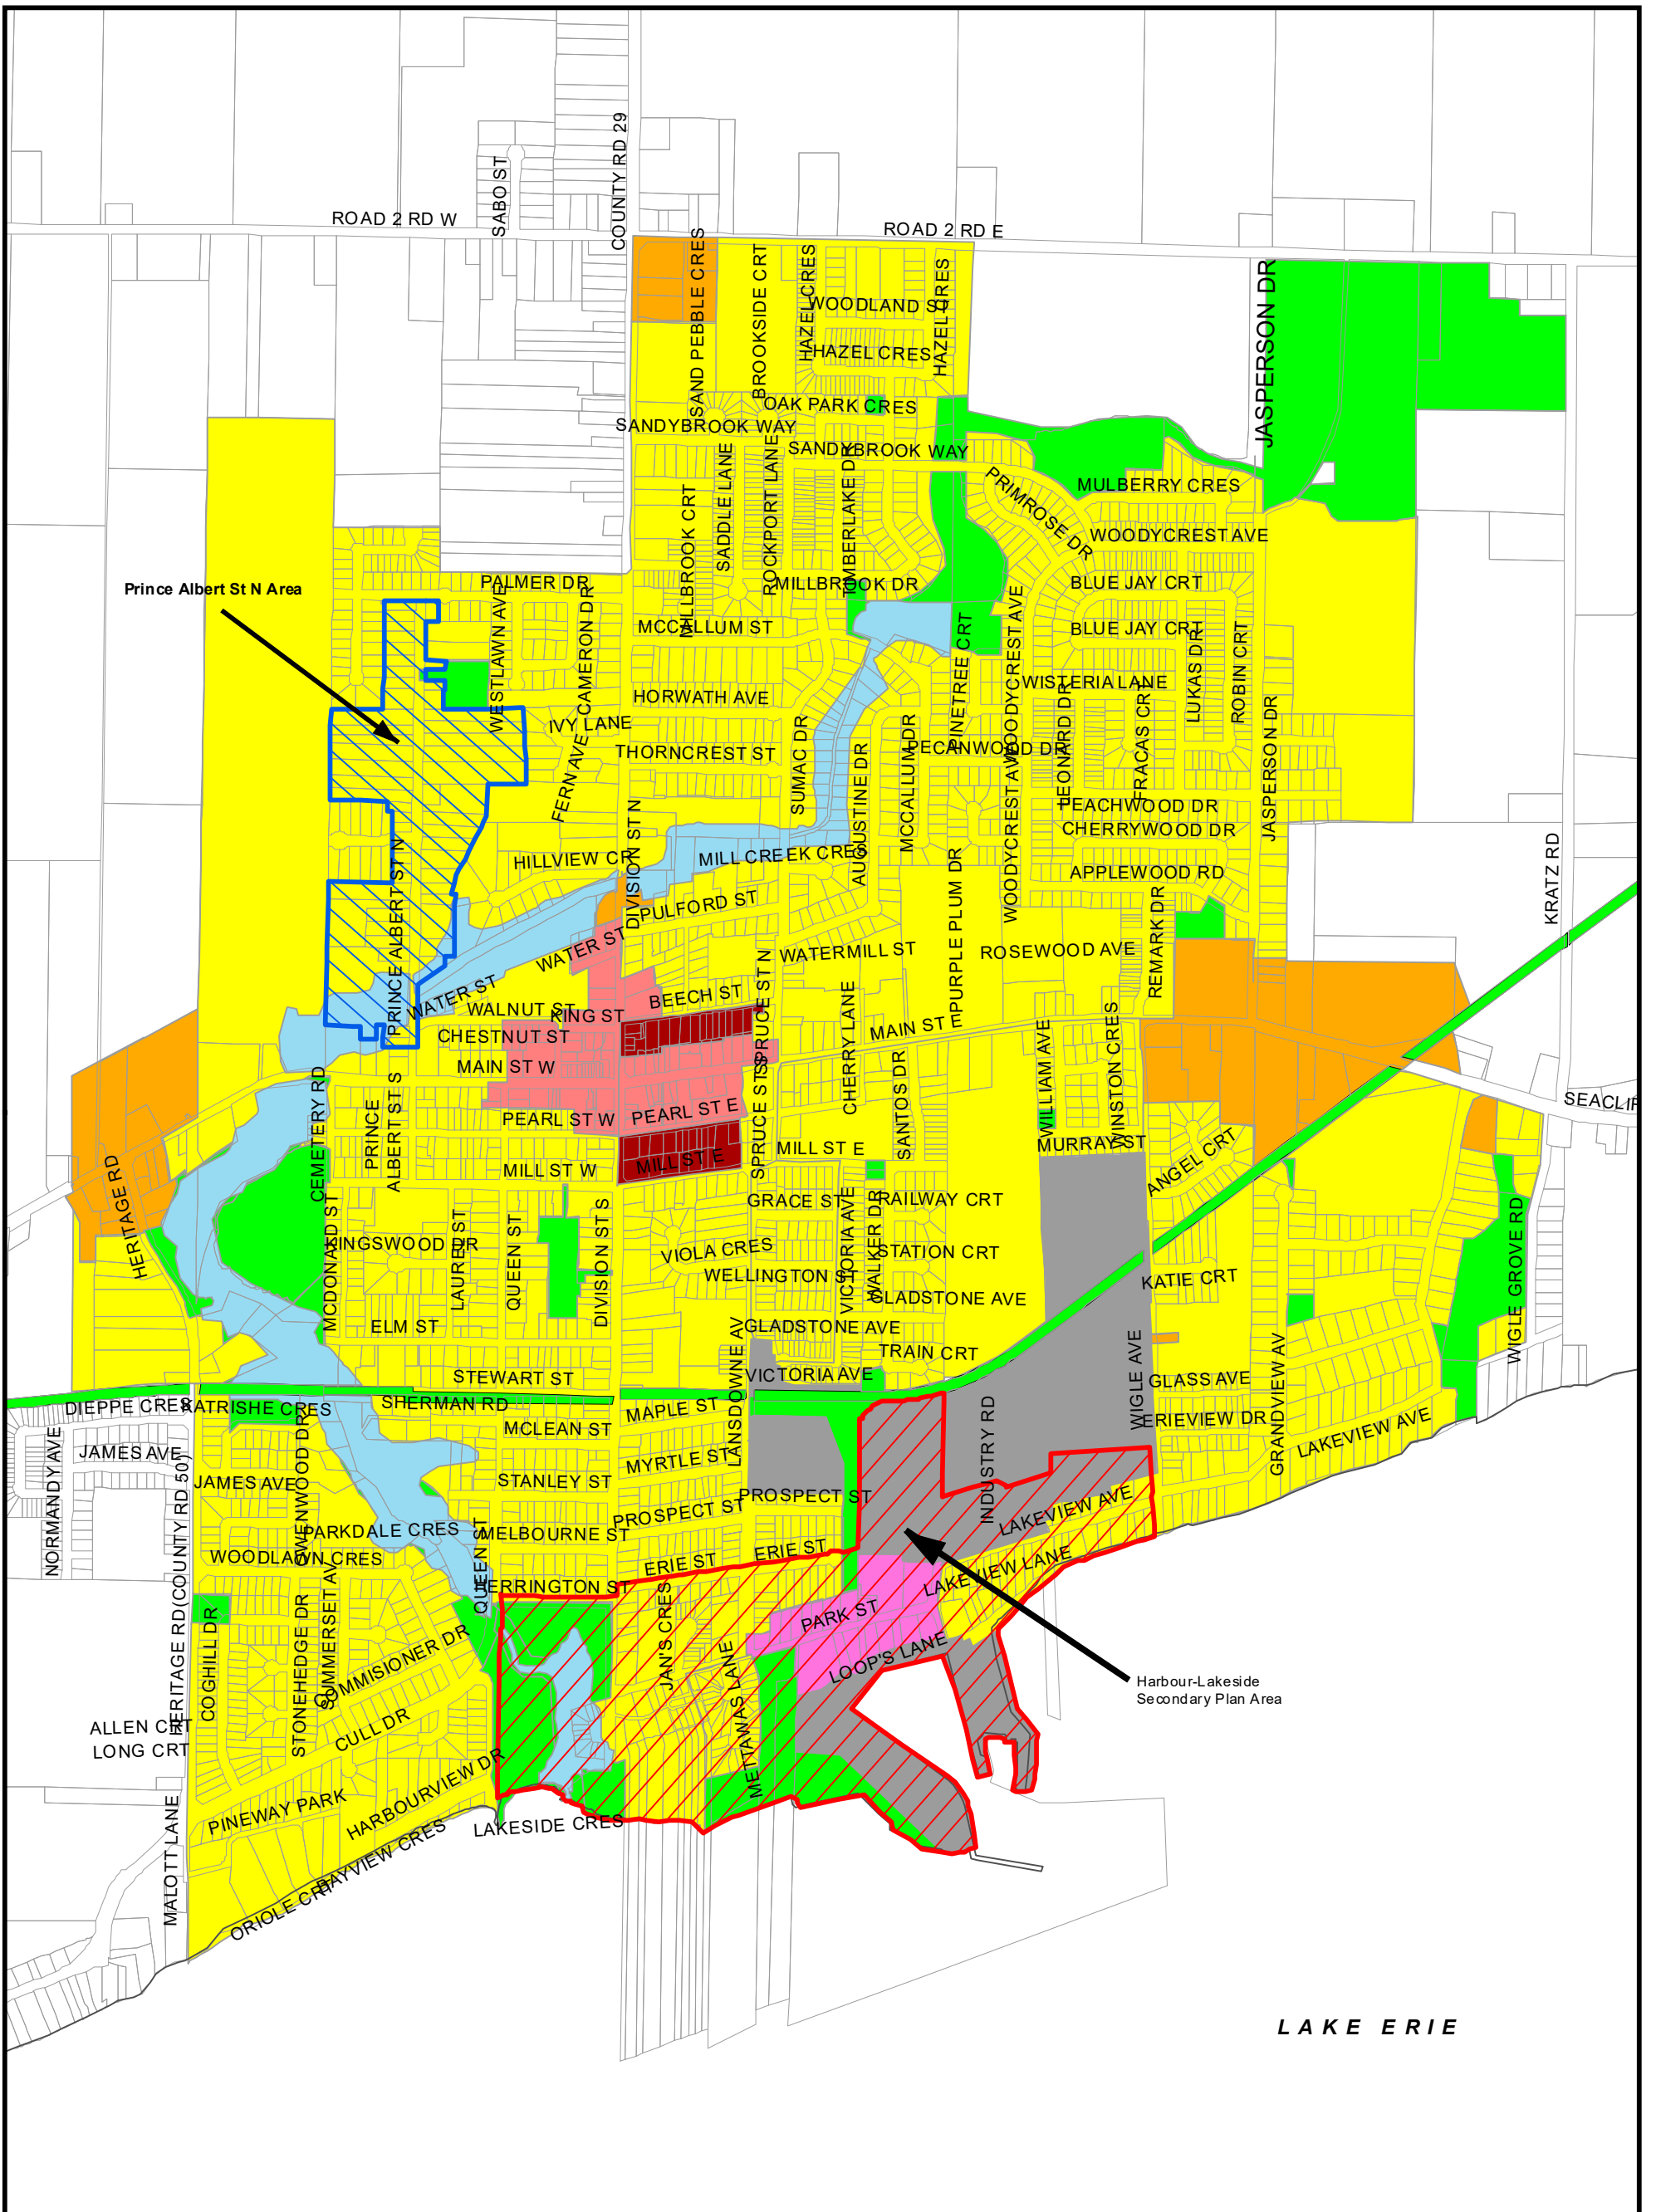 COUNTY RD 29
SABO ST
ROAD 2 RD W
ROAD 2 RD E
SAND PEBBLE CRES
BROOKSIDE CRT
HAZEL CRES
WOODLAND ST
HAZEL CRES
HAZEL CRES
JASPERSON DR
OAK PARK CRES
SANDYBROOK WAY
SANDYBROOK WAY
MULBERRY CRES
PRIMROSE DR
WOODYCREST AVE
MILLBROOK CRT
SADDLE LANE
ROCKPORT LANE
TIMBERLAKE DR
PALMER DR
MILLBROOK DR
BLUE JAY CRT
Prince Albert St N Area
WESTLAWN AVE
CAMERON DR
MCCALLUM ST
PINETREE CRT
WOODYCREST AVE
BLUE JAY CRT
LUKAS DR
ROBIN CRT
HORWATH AVE
WISTERIA LANE
IVY LANE
THORNCREST ST
SUMAC DR
AUGUSTINE DR
MCCALLUM DR
PECANWOOD DR
LEONARD DR
FRACAS CRT
JASPERSON DR
FERN AVE
PEACHWOOD DR
CHERRYWOOD DR
HILLVIEW CR
DIVISION ST N
MILL CREEK CRES
WOODYCREST AVE
APPLEWOOD RD
KRATZ RD
PRINCE ALBERT ST N
PULFORD ST
PURPLE PLUM DR
REMARK DR
WATER ST
WATERMILL ST
ROSEWOOD AVE
WATER ST
WALNUT ST
KING ST
BEECH ST
SPRUCE ST N
CHERRY LANE
MAIN ST E
CHESTNUT ST
MAIN ST W
WILLIAM AVE
WINSTON CRES
CEMETERY RD
PRINCE
ALBERT ST S
PEARL ST W
PEARL ST E
SPRUCE ST S
SANTOS DR
SEACLIF
MILL ST W
MILL ST E
MILL ST E
MURRAY ST
ANGEL CRT
HERITAGE RD
GRACE ST
RAILWAY CRT
MCDONALD ST
KINGSWOOD DR
LAUREL ST
QUEEN ST
DIVISION ST S
VIOLA CRES
VICTORIA AVE
WALKER DR
STATION CRT
WELLINGTON ST
KATIE CRT
WIGLE GROVE RD
GLADSTONE AVE
ELM ST
GLADSTONE AVE
LANSDOWNE AV
TRAIN CRT
WIGLE AVE
GRANDVIEW AV
STEWART ST
VICTORIA AVE
GLASS AVE
DIEPPE CRES
KATRISHE CRES
SHERMAN RD
MAPLE ST
INDUSTRY RD
ERIEVIEW DR
LAKEVIEW AVE
NORMANDY AVE
JAMES AVE
GWENWOOD DR
MCLEAN ST
MYRTLE ST
JAMES AVE
STANLEY ST
PROSPECT ST
PROSPECT ST
LAKEVIEW AVE
PARKDALE CRES
QUEEN ST
MELBOURNE ST
WOODLAWN CRES
ERIE ST
ERIE ST
HERRINGTON ST
LAKEVIEW LANE
HERITAGE RD(COUNTY RD 50)
COGHILL DR
STONEHEDGE DR
SOMMERSET AV
COMMISIONER DR
JAN'S CRES
PARK ST
LOOP'S LANE
METTAWAS LANE
Harbour-Lakeside
Secondary Plan Area
ALLEN CRT
LONG CRT
CULL DR
HARBOURVIEW DR
PINEWAY PARK
LAKESIDE CRES
MALOTT LANE
BAYVIEW CRES
ORIOLE CRT
LAKE ERIE